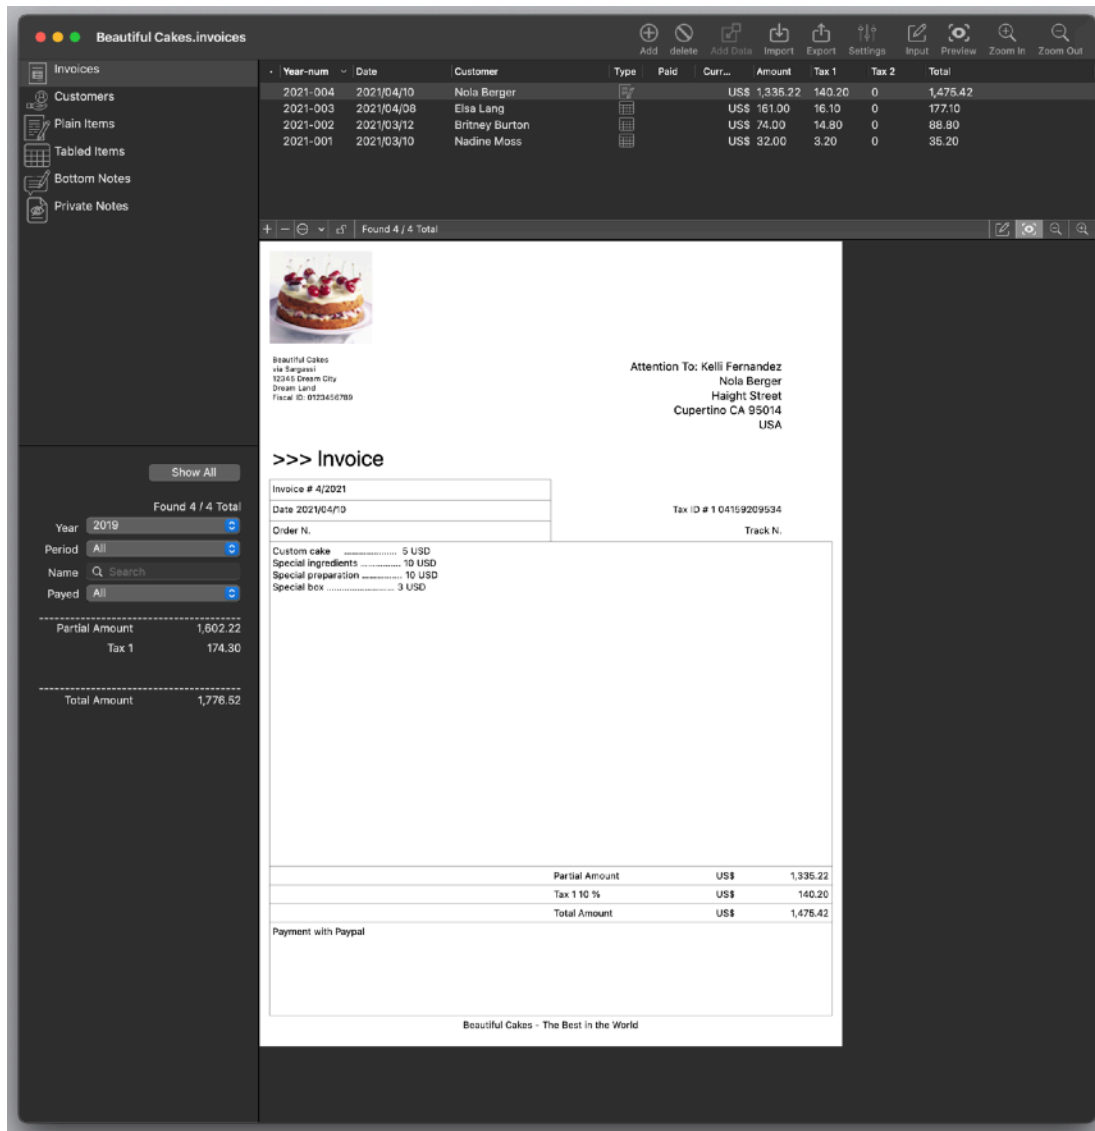 Beautiful Cakes.invoices
Add delete Add Data Import Export Settings Input Preview Zoom In Zoom Out
Invoices
Customers
Plain Items
Tabled Items
Bottom Notes
Private Notes
Year-num Date Customer Type Paid Curr... Amount Tax 1 Tax 2 Total
2021-004 2021/04/10 Nola Berger US$ 1,335.22 140.20 0 1,475.42
2021-003 2021/04/08 Elsa Lang US$ 161.00 16.10 0 177.10
2021-002 2021/03/12 Britney Burton US$ 74.00 14.80 0 88.80
2021-001 2021/03/10 Nadine Moss US$ 32.00 3.20 0 35.20
Found 4 / 4 Total
Show All
Found 4 / 4 Total
Year 2019
Period All
Name Search
Payed All
Partial Amount 1,602.22
Tax 1 174.30
Total Amount 1,776.52
Beautiful Cakes
via Sargassi
12345 Dream City
Dream Land
Fiscal ID: 0123456789
Attention To: Kelli Fernandez
Nola Berger
Haight Street
Cupertino CA 95014
USA
>>> Invoice
Invoice # 4/2021
Date 2021/04/10 Tax ID # 1 04159209534
Order N. Track N.
Custom cake ...................... 5 USD
Special ingredients ................ 10 USD
Special preparation ................ 10 USD
Special box ........................... 3 USD
Partial Amount US$ 1,335.22
Tax 1 10 % US$ 140.20
Total Amount US$ 1,475.42
Payment with Paypal
Beautiful Cakes - The Best in the World